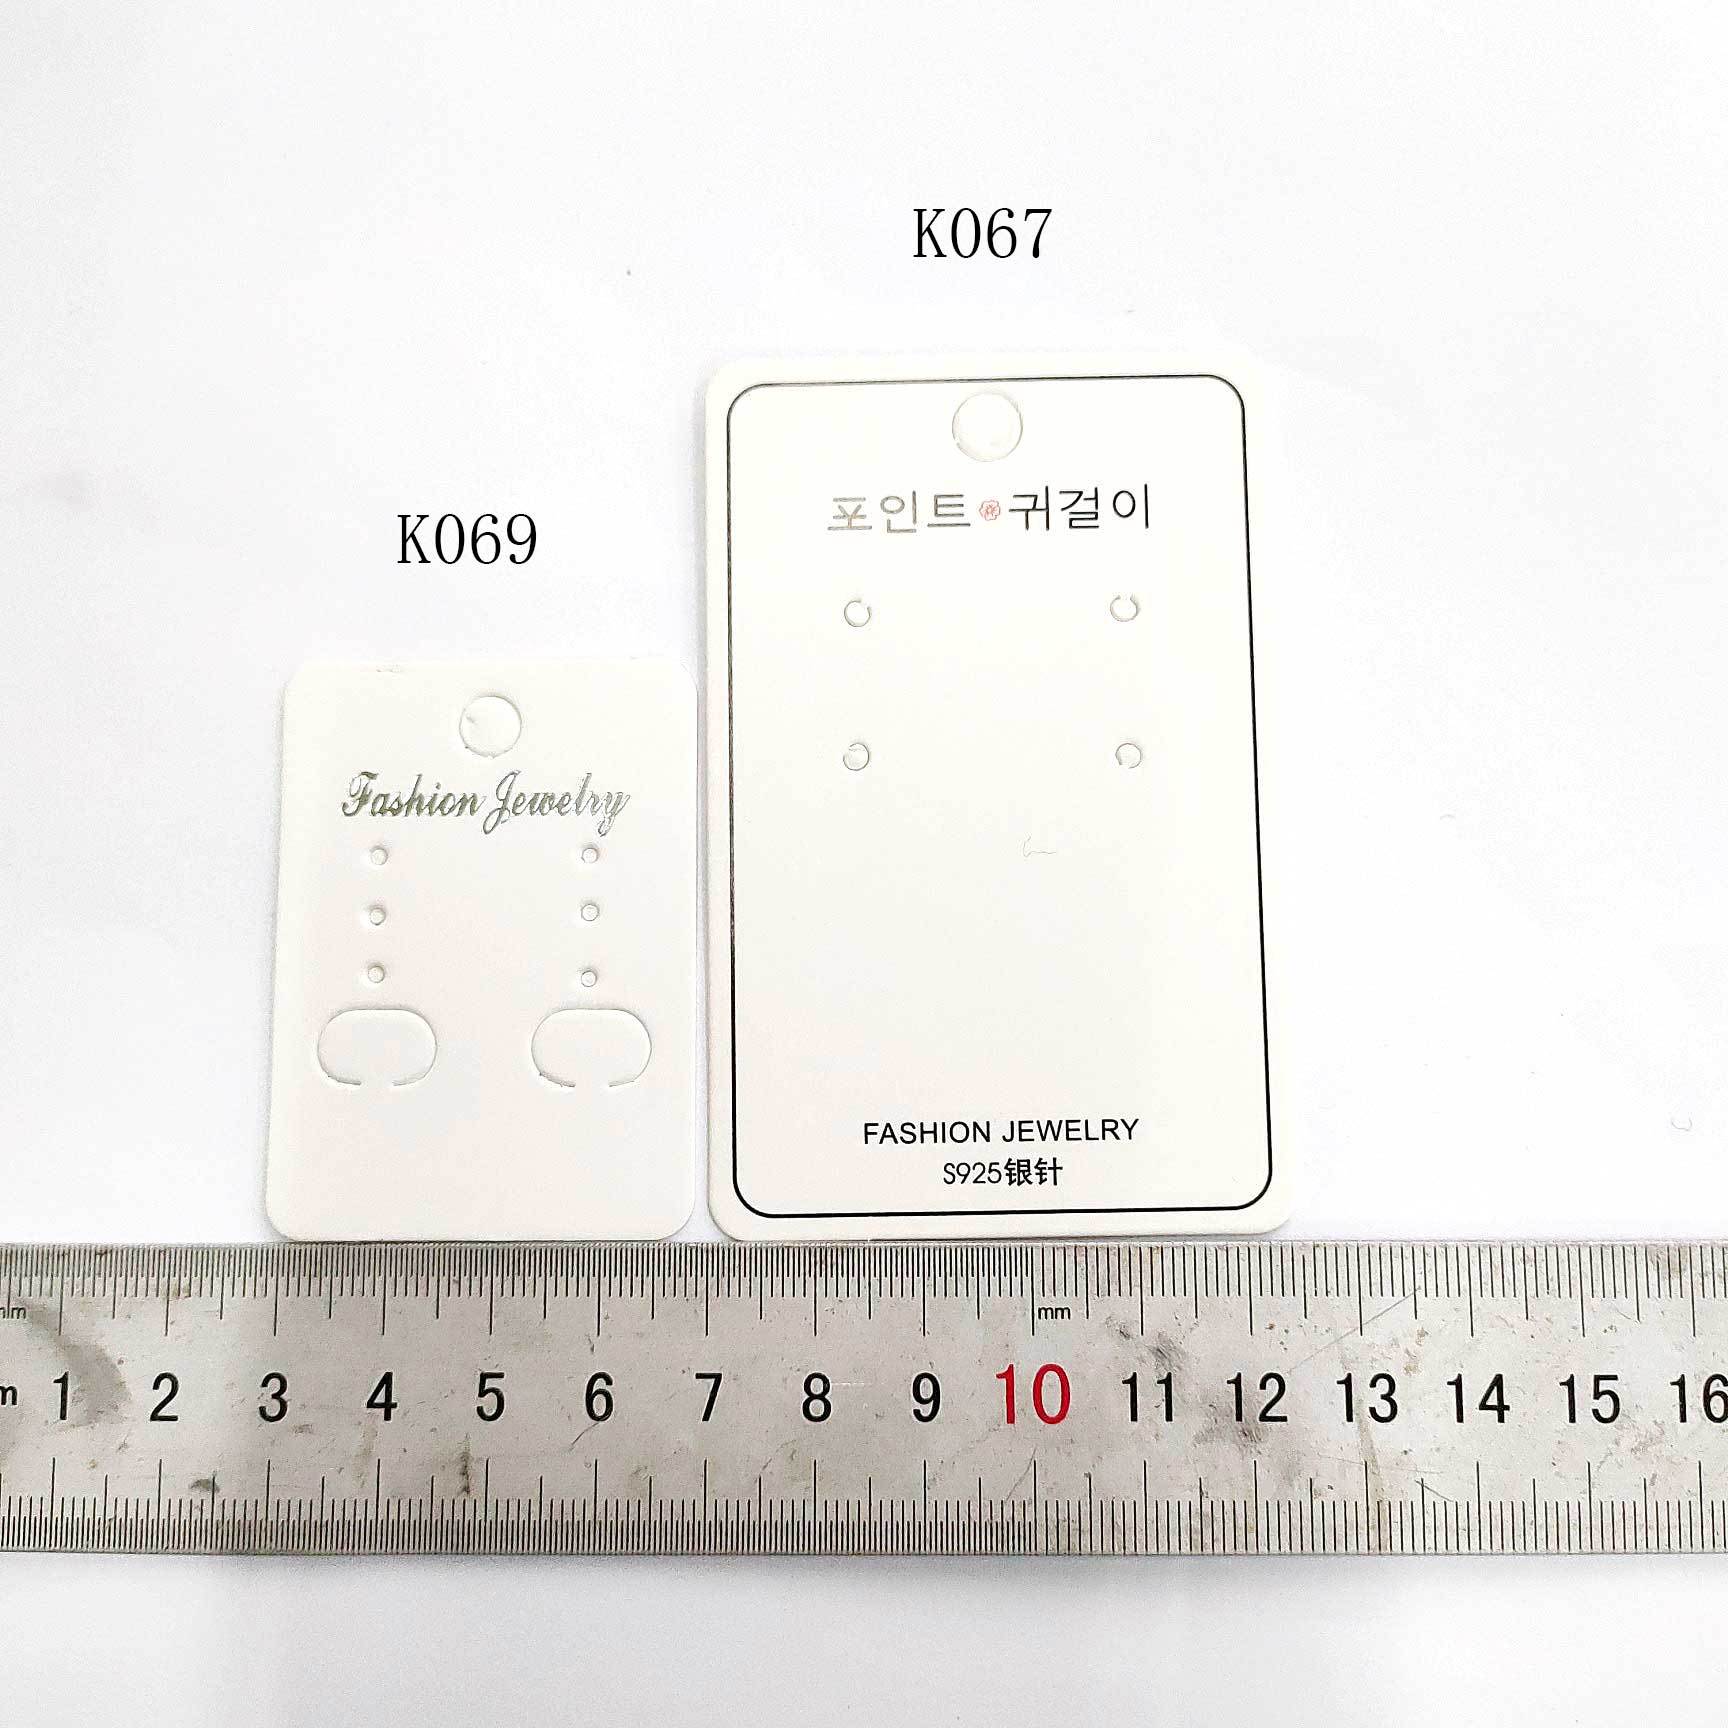 K067
포인트 귀걸이
K069
Fashion Jewelry
FASHION JEWELRY
S925银针
mm mm
m 1 2 3 4 5 6 7 8 9 10 11 12 13 14 15 16